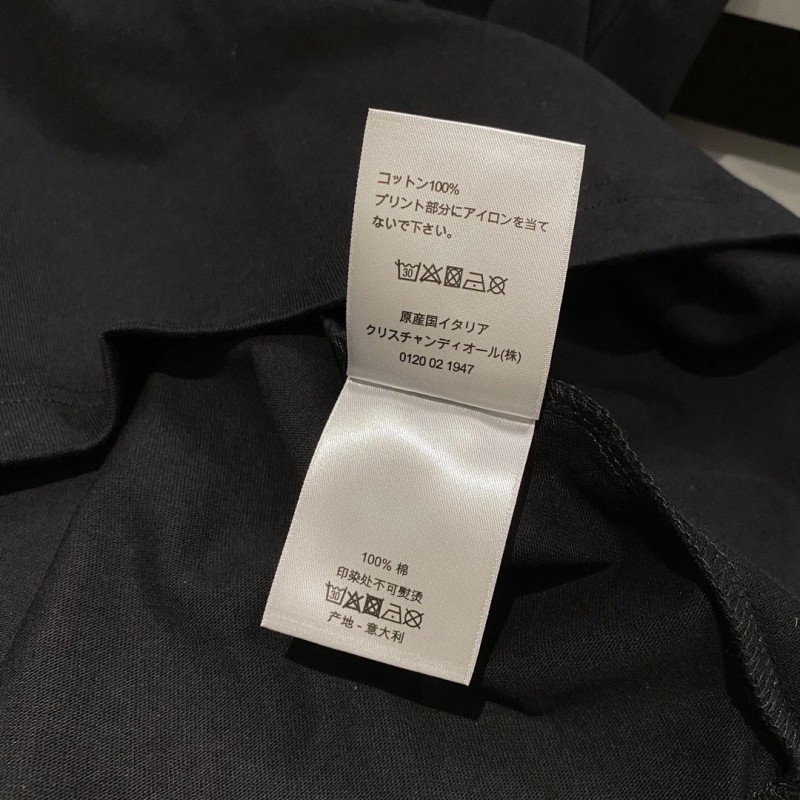 コットン100%
プリント部分にアイロンを当て
ないで下さい。
30
原産国イタリア
クリスチャンディオール(株)
0120 02 1947
100% 棉
印染处不可熨烫
30
产地 - 意大利